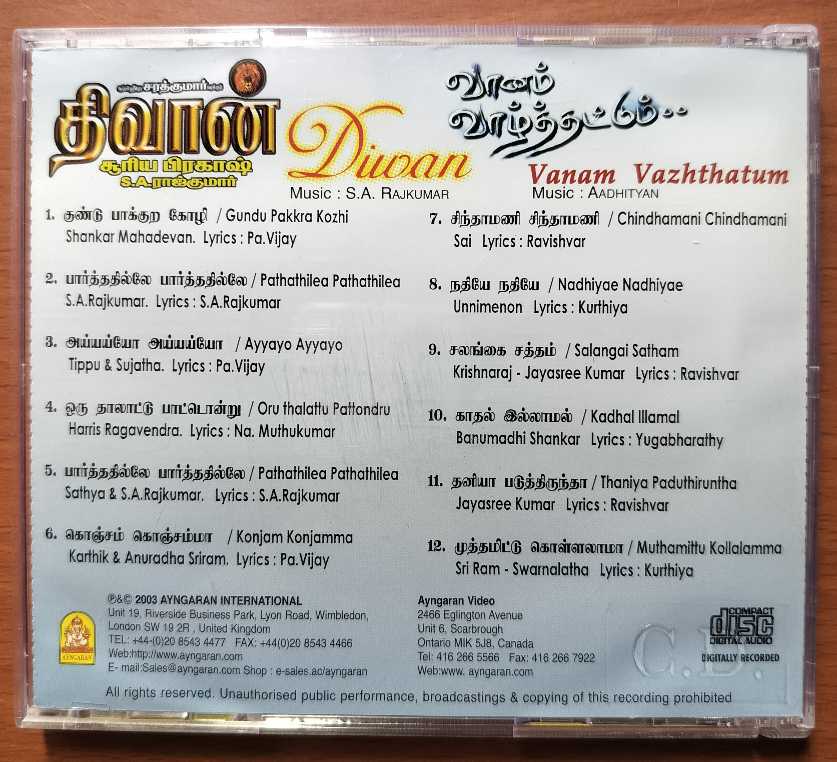 சரத்குமார்
திவான்
சூரிய பிரகாஷ்
S.A.ராஜ்குமார்
Diwan
Music : S.A. RAJKUMAR
வானம்
வாழ்த்தட்டும்..
Vanam Vazhthatum
Music : AADHITYAN
1. குண்டு பாக்குற கோழி / Gundu Pakkra Kozhi
Shankar Mahadevan. Lyrics : Pa.Vijay
2. பார்த்ததில்லே பார்த்ததில்லே / Pathathilea Pathathilea
S.A.Rajkumar. Lyrics : S.A.Rajkumar
3. அய்யய்யோ அய்யய்யோ / Ayyayo Ayyayo
Tippu & Sujatha. Lyrics : Pa.Vijay
4. ஒரு தாலாட்டு பாட்டொன்று / Oru thalattu Pattondru
Harris Ragavendra. Lyrics : Na. Muthukumar
5. பார்த்ததில்லே பார்த்ததில்லே / Pathathilea Pathathilea
Sathya & S.A.Rajkumar. Lyrics : S.A.Rajkumar
6. கொஞ்சம் கொஞ்சம்மா / Konjam Konjamma
Karthik & Anuradha Sriram. Lyrics : Pa.Vijay
7. சிந்தாமணி சிந்தாமணி / Chindhamani Chindhamani
Sai Lyrics : Ravishvar
8. நதியே நதியே / Nadhiyae Nadhiyae
Unnimenon Lyrics : Kurthiya
9. சலங்கை சத்தம் / Salangai Satham
Krishnaraj - Jayasree Kumar Lyrics : Ravishvar
10. காதல் இல்லாமல் / Kadhal Illamal
Banumadhi Shankar Lyrics : Yugabharathy
11. தனியா படுத்திருந்தா / Thaniya Paduthiruntha
Jayasree Kumar Lyrics : Ravishvar
12. முத்தமிட்டு கொள்ளலாமா / Muthamittu Kollalamma
Sri Ram - Swarnalatha Lyrics : Kurthiya
AYNGARAN
℗&© 2003 AYNGARAN INTERNATIONAL
Unit 19, Riverside Business Park, Lyon Road, Wimbledon,
London SW 19 2R , United Kingdom
TEL: +44-(0)20 8543 4477 FAX: +44(0)20 8543 4466
Web:http://www.ayngaran.com
E- mail:Sales@ayngaran.com Shop : e-sales.ac/ayngaran
Ayngaran Video
2466 Eglington Avenue
Unit 6, Scarbrough
Ontario MIK 5J8, Canada
Tel: 416 266 5566 Fax: 416 266 7922
Web:www. ayngaran.com
COMPACT
disc
DIGITAL AUDIO
DIGITALLY RECORDED
C.D.
All rights reserved. Unauthorised public performance, broadcastings & copying of this recording prohibited